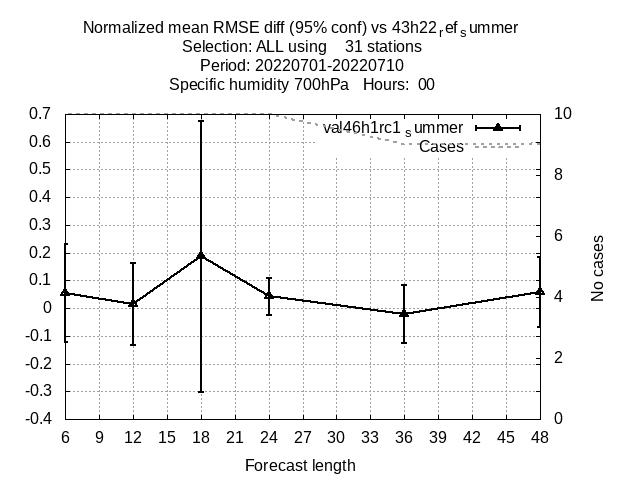 Normalized mean RMSE diff (95% conf) vs 43h22refsummer
Selection: ALL using    31 stations
Period: 20220701-20220710
Specific humidity 700hPa   Hours:  00
val46h1rc1summer
Cases
0.7
0.6
0.5
0.4
0.3
0.2
0.1
0
-0.1
-0.2
-0.3
-0.4
10
8
6
4
2
0
No cases
6 9 12 15 18 21 24 27 30 33 36 39 42 45 48
Forecast length